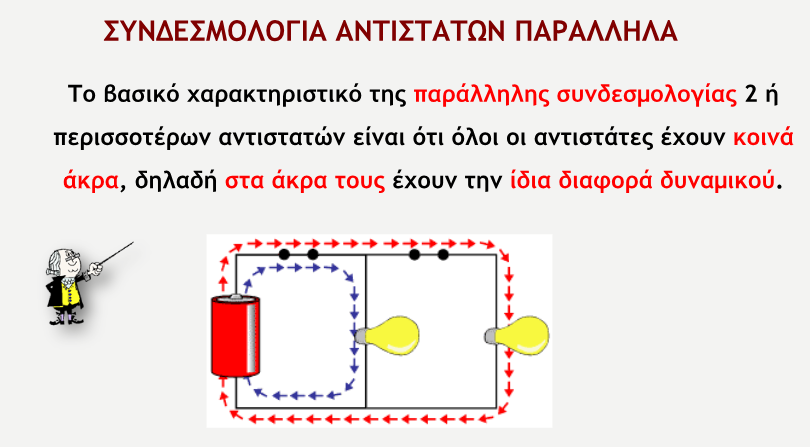 ΣΥΝΔΕΣΜΟΛΟΓΙΑ ΑΝΤΙΣΤΑΤΩΝ ΠΑΡΑΛΛΗΛΑ
Το βασικό χαρακτηριστικό της παράλληλης συνδεσμολογίας 2 ή
περισσοτέρων αντιστατών είναι ότι όλοι οι αντιστάτες έχουν κοινά
άκρα, δηλαδή στα άκρα τους έχουν την ίδια διαφορά δυναμικού.